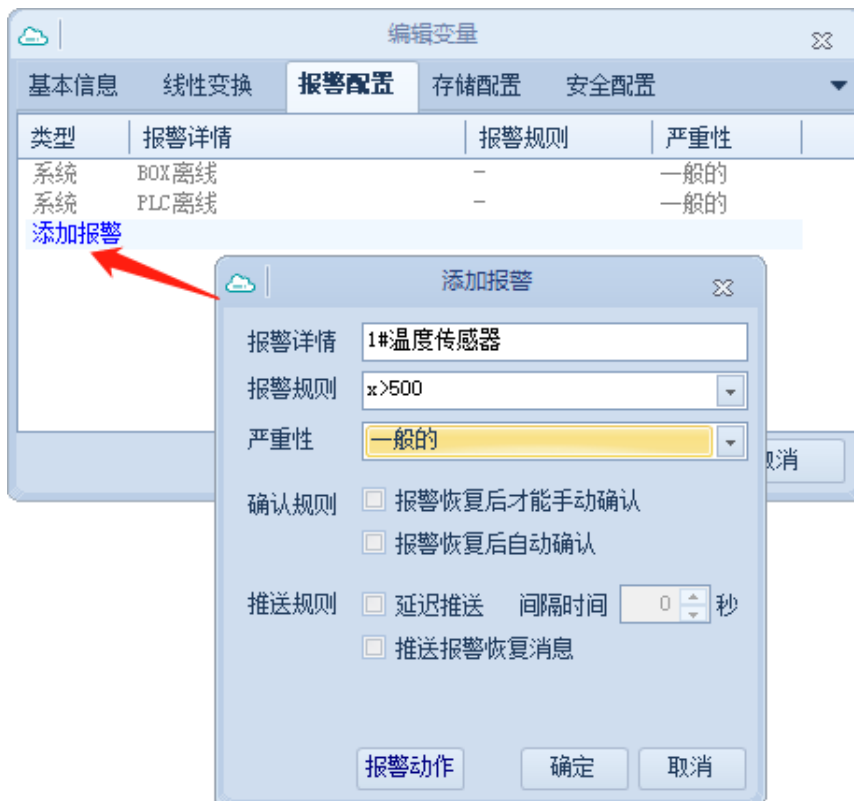 编辑变量
基本信息 线性变换 报警配置 存储配置 安全配置
类型 报警详情 报警规则 严重性
系统 BOX离线 - 一般的
系统 PLC离线 - 一般的
添加报警
添加报警
报警详情 1#温度传感器
报警规则 x>500
严重性 一般的
取消
确认规则 报警恢复后才能手动确认
报警恢复后自动确认
推送规则 延迟推送 间隔时间 0 秒
推送报警恢复消息
报警动作 确定 取消